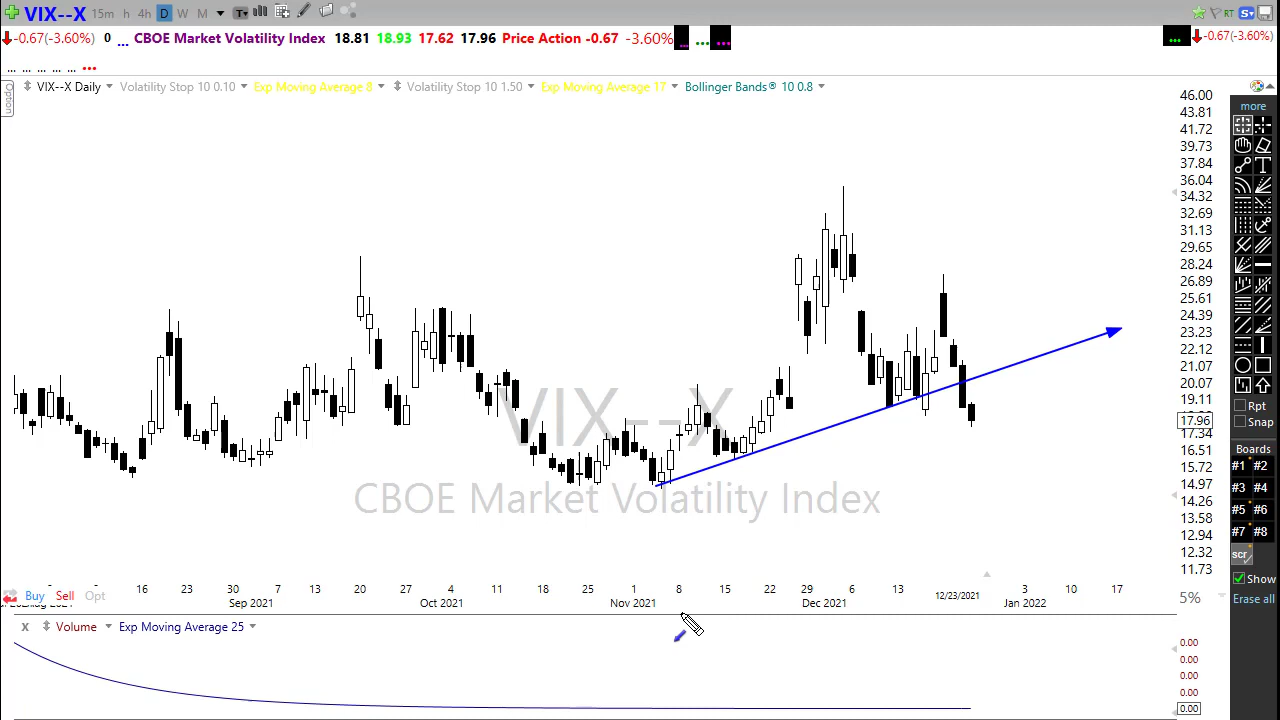 VIX--X 15m h 4h D W M T RT S
-0.67(-3.60%) 0 ... CBOE Market Volatility Index 18.81 18.93 17.62 17.96 Price Action -0.67 -3.60% ... ... ... ... -0.67(-3.60%)
... ... ... ... ... ...
Option VIX--X Daily Volatility Stop 10 0.10 Exp Moving Average 8 Volatility Stop 10 1.50 Exp Moving Average 17 Bollinger Bands® 10 0.8
46.00
more
43.81
41.72
39.73
37.84
36.04
34.32
32.69
31.13
29.65
28.24
26.89
25.61
24.39
23.23
22.12
21.07
20.07
19.11
Rpt
17.96
Snap
17.34
16.51
15.72
14.97
14.26
13.58
12.94
12.32
11.73
VIX--X
CBOE Market Volatility Index
Boards
#1 #2
#3 #4
#5 #6
#7 #8
scr
Show
Erase all
16 23 30 7 13 20 27 4 11 18 25 1 8 15 22 29 6 13 12/23/2021 3 10 17
Buy Sell Opt 5%
Sep 2021 Oct 2021 Nov 2021 Dec 2021 Jan 2022
X Volume Exp Moving Average 25
0.00
0.00
0.00
0.00
0.00